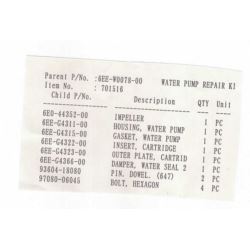 Parent P/No. :6EE-W0078-00 WATER PUMP REPAIR KI
Item No. : 701516
Child P/No. Description QTY Unit
6E0-44352-00 IMPELLER 1 PC
6EE-G4311-00 HOUSING, WATER PUMP 1 PC
6EE-G4315-00 GASKET, WATER PUMP 1 PC
6EE-G4322-00 INSERT, CARTRIDGE 1 PC
6EE-G4323-00 OUTER PLATE, CARTRID 1 PC
6EE-G4366-00 DAMPER, WATER SEAL 2 1 PC
93604-18080 PIN. DOWEL. (647) 2 PC
97080-06045 BOLT, HEXAGON 4 PC